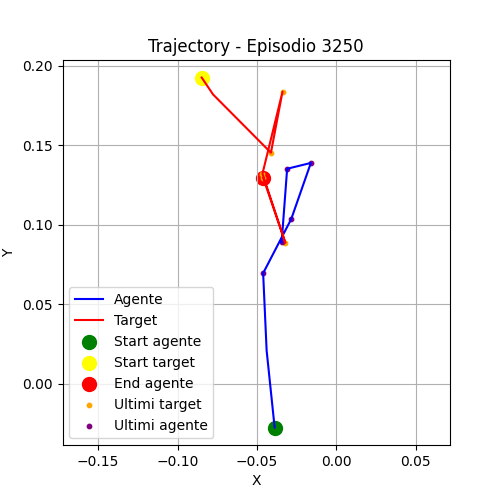 Trajectory - Episodio 3250
0.20
0.15
0.10
0.05
0.00
Y
Agente
Target
Start agente
Start target
End agente
Ultimi target
Ultimi agente
−0.15
−0.10
−0.05
0.00
0.05
X